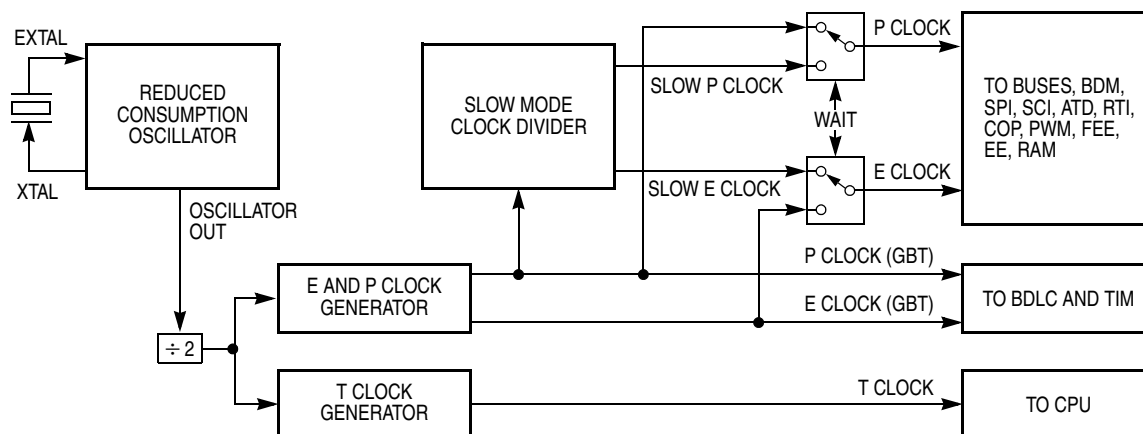 EXTAL
XTAL
REDUCED
CONSUMPTION
OSCILLATOR
OSCILLATOR
OUT
÷ 2
SLOW MODE
CLOCK DIVIDER
E AND P CLOCK
GENERATOR
T CLOCK
GENERATOR
SLOW P CLOCK
WAIT
SLOW E CLOCK
P CLOCK
E CLOCK
TO BUSES, BDM,
SPI, SCI, ATD, RTI,
COP, PWM, FEE,
EE, RAM
P CLOCK (GBT)
E CLOCK (GBT)
TO BDLC AND TIM
T CLOCK
TO CPU